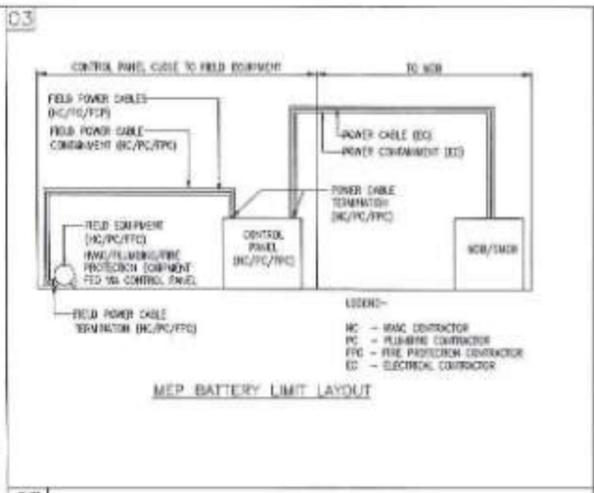 03
CONTROL PANEL CLOSE TO FIELD EQUIPMENT
TO MDB
FIELD POWER CABLES
(HC/PC/FCP)
FIELD POWER CABLE
CONTAINMENT (HC/PC/FPC)
POWER CABLE (EC)
POWER CONTAINMENT (EC)
POWER CABLE
TERMINATION
(HC/PC/FPC)
FIELD EQUIPMENT
(HC/PC/FPC)
HVAC/PLUMBING/FIRE
PROTECTION EQUIPMENT
FED VIA CONTROL PANEL
CONTROL
PANEL
(HC/PC/FPC)
MDB/SMDB
FIELD POWER CABLE
TERMINATION (HC/PC/FPC)
LEGEND-
HC - HVAC CONTRACTOR
PC - PLUMBING CONTRACTOR
FPC - FIRE PROTECTION CONTRACTOR
EC - ELECTRICAL CONTRACTOR
MEP BATTERY LIMIT LAYOUT